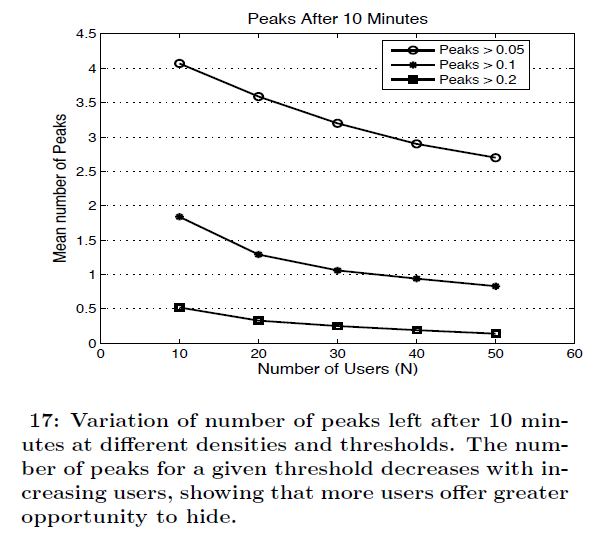 Peaks After 10 Minutes
4.5
4
3.5
3
2.5
2
1.5
1
0.5
0
Mean number of Peaks
Peaks > 0.05
Peaks > 0.1
Peaks > 0.2
0 10 20 30 40 50 60
Number of Users (N)
17: Variation of number of peaks left after 10 min-
utes at different densities and thresholds. The num-
ber of peaks for a given threshold decreases with in-
creasing users, showing that more users offer greater
opportunity to hide.